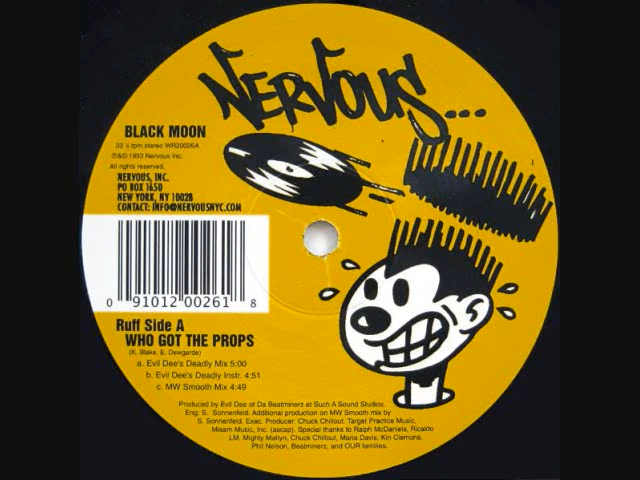 NERVOUS...
BLACK MOON
33 ⅓ rpm stereo WR20026A
℗&© 1993 Nervous Inc.
All rights reserved.
NERVOUS, INC.
PO BOX 1650
NEW YORK, NY 10028
CONTACT: INFO@NERVOUSNYC.COM
0 91012 00261 8
Ruff Side A
WHO GOT THE PROPS
(K. Blake, E. Dewgarde)
a. Evil Dee's Deadly Mix 5:00
b. Evil Dee's Deadly Instr. 4:51
c. MW Smooth Mix 4:49
Produced by Evil Dee of Da Beatminerz at Such A Sound Studios.
Eng: S. Sonnenfeld. Additional production on MW Smooth mix by
S. Sonnenfeld, Exec. Producer: Chuck Chillout, Target Practice Music,
Misam Music, Inc. (ascap). Special thanks to Ralph McDaniels, Ricaldo
LM, Mighty Mallyn, Chuck Chillout, Maria Davis, Kin Clemons,
Phil Nelson, Beatminerz, and OUR families.